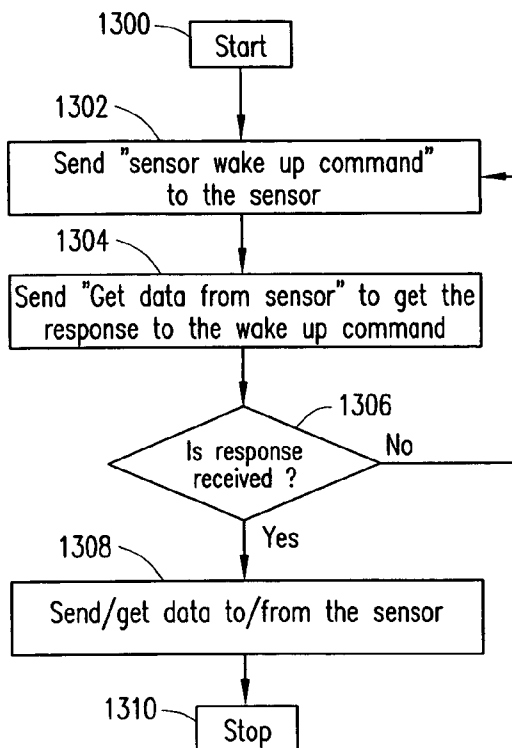 1300
Start
1302
Send "sensor wake up command"
to the sensor
1304
Send "Get data from sensor" to get the
response to the wake up command
1306
Is response
received ?
No
Yes
1308
Send/get data to/from the sensor
1310
Stop